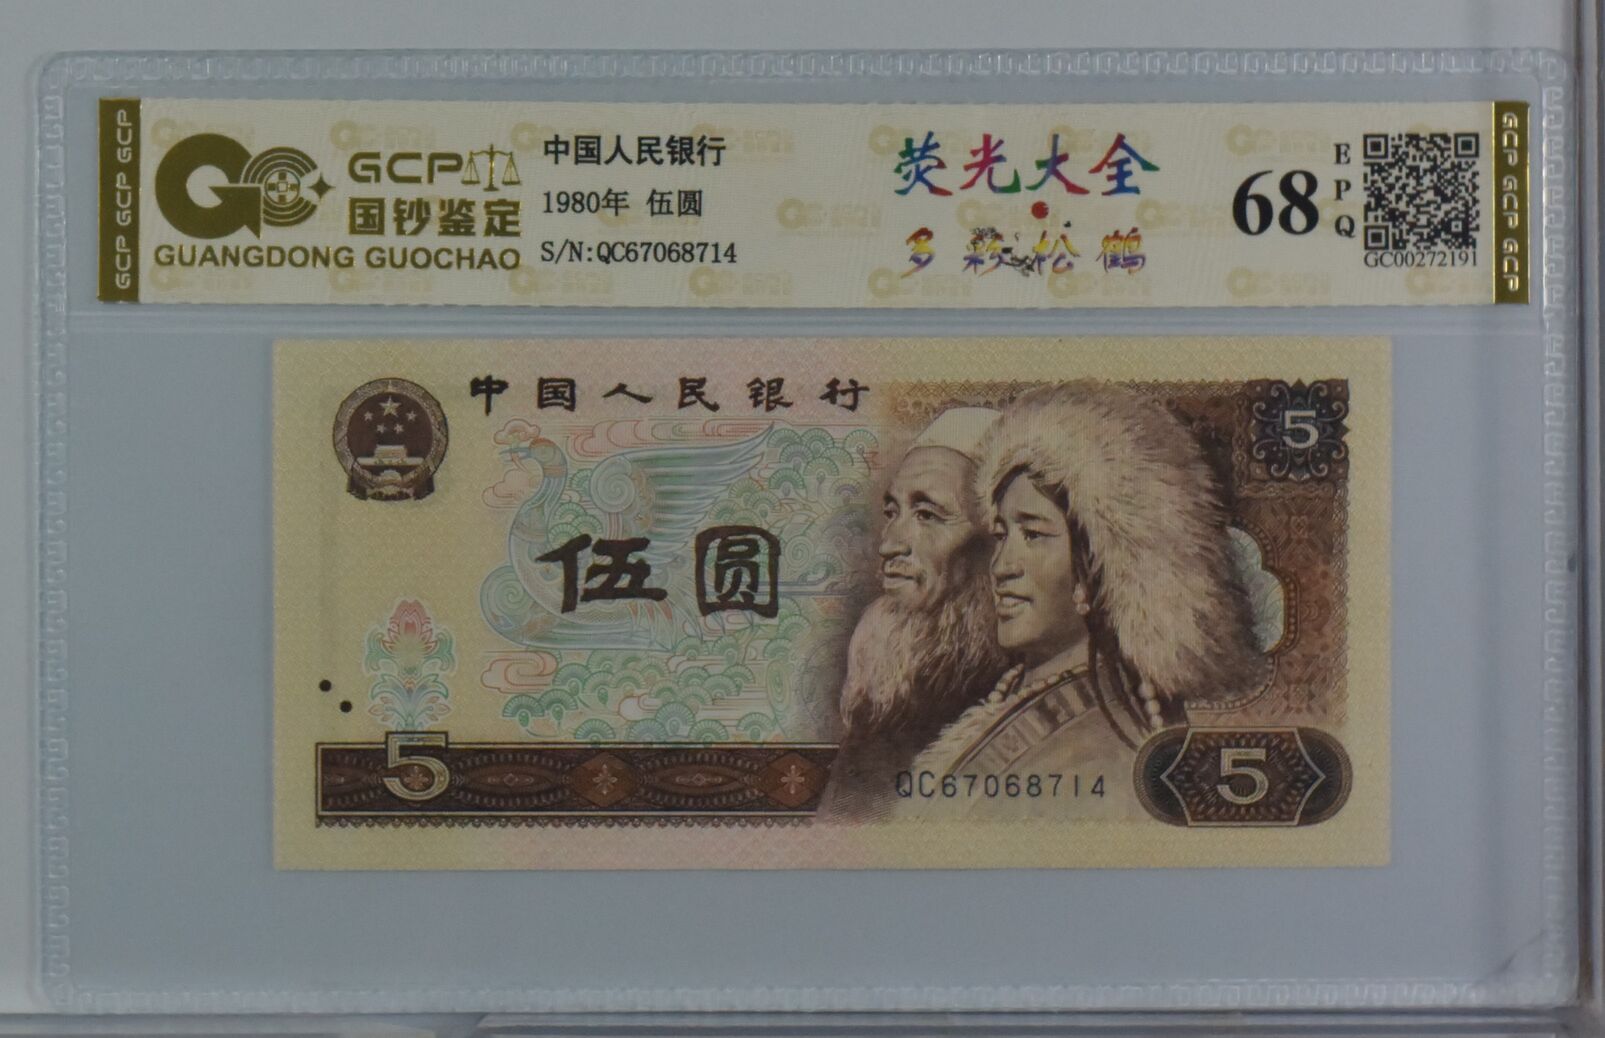 GCP GCP GCP
GCP
国钞鉴定
GUANGDONG GUOCHAO
中国人民银行
1980年 伍圆
S/N:QC67068714
荧光大全
多彩·松鹤
68
EPQ
GC00272191
GCP GCP GCP
中国人民银行
5
伍圆
5
QC67068714
5